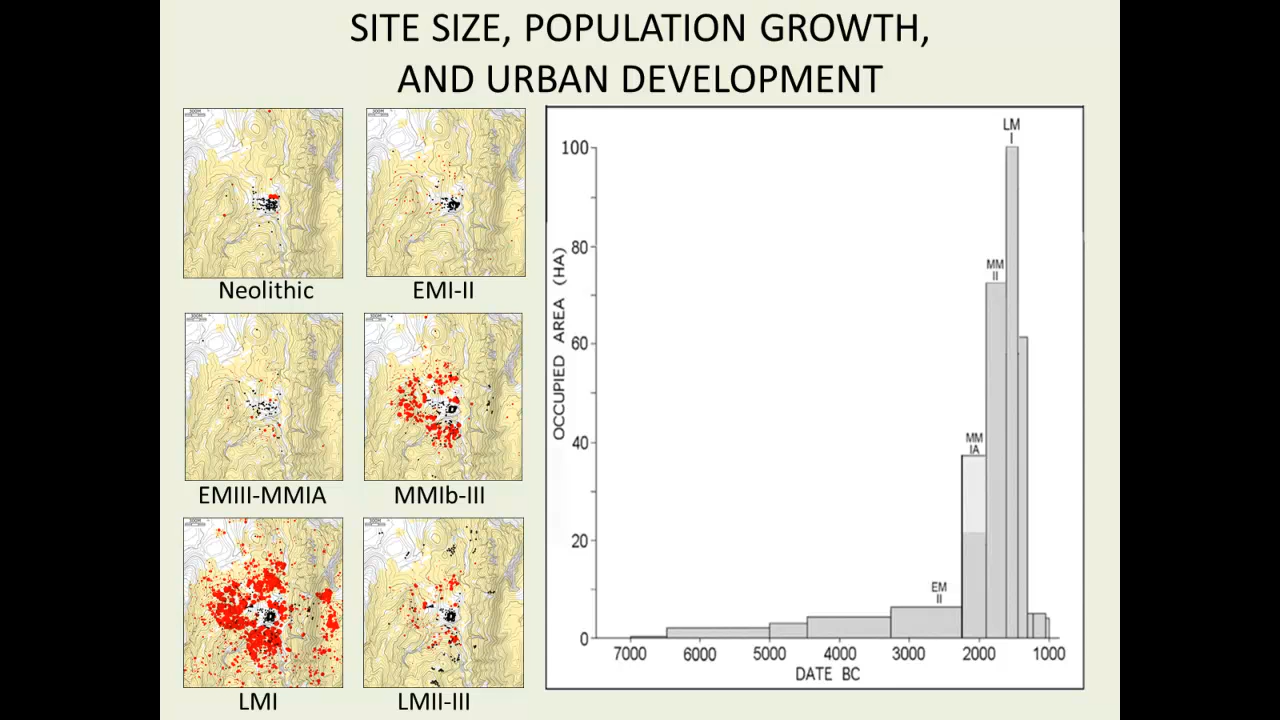 SITE SIZE, POPULATION GROWTH,
AND URBAN DEVELOPMENT
Neolithic
EMI-II
EMIII-MMIA
MMIb-III
LMI
LMII-III
OCCUPIED AREA (HA)
100
80
60
40
20
0
LM
I
MM
II
MM
IA
EM
II
7000 6000 5000 4000 3000 2000 1000
DATE BC